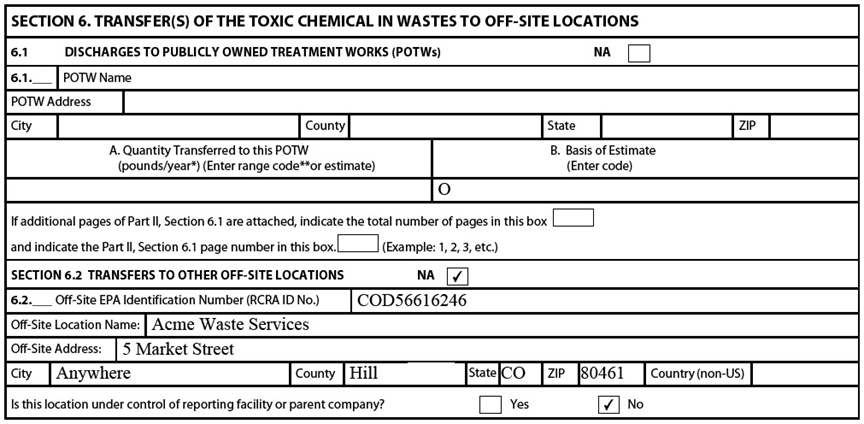 SECTION 6. TRANSFER(S) OF THE TOXIC CHEMICAL IN WASTES TO OFF-SITE LOCATIONS
6.1 DISCHARGES TO PUBLICLY OWNED TREATMENT WORKS (POTWs) NA
6.1.___ POTW Name
POTW Address
City County State ZIP
A. Quantity Transferred to this POTW (pounds/year*) (Enter range code**or estimate) B. Basis of Estimate (Enter code)
O
If additional pages of Part II, Section 6.1 are attached, indicate the total number of pages in this box
and indicate the Part II, Section 6.1 page number in this box. (Example: 1, 2, 3, etc.)
SECTION 6.2 TRANSFERS TO OTHER OFF-SITE LOCATIONS NA ✓
6.2.___ Off-Site EPA Identification Number (RCRA ID No.) COD56616246
Off-Site Location Name: Acme Waste Services
Off-Site Address: 5 Market Street
City Anywhere County Hill State CO ZIP 80461 Country (non-US)
Is this location under control of reporting facility or parent company? Yes ✓ No